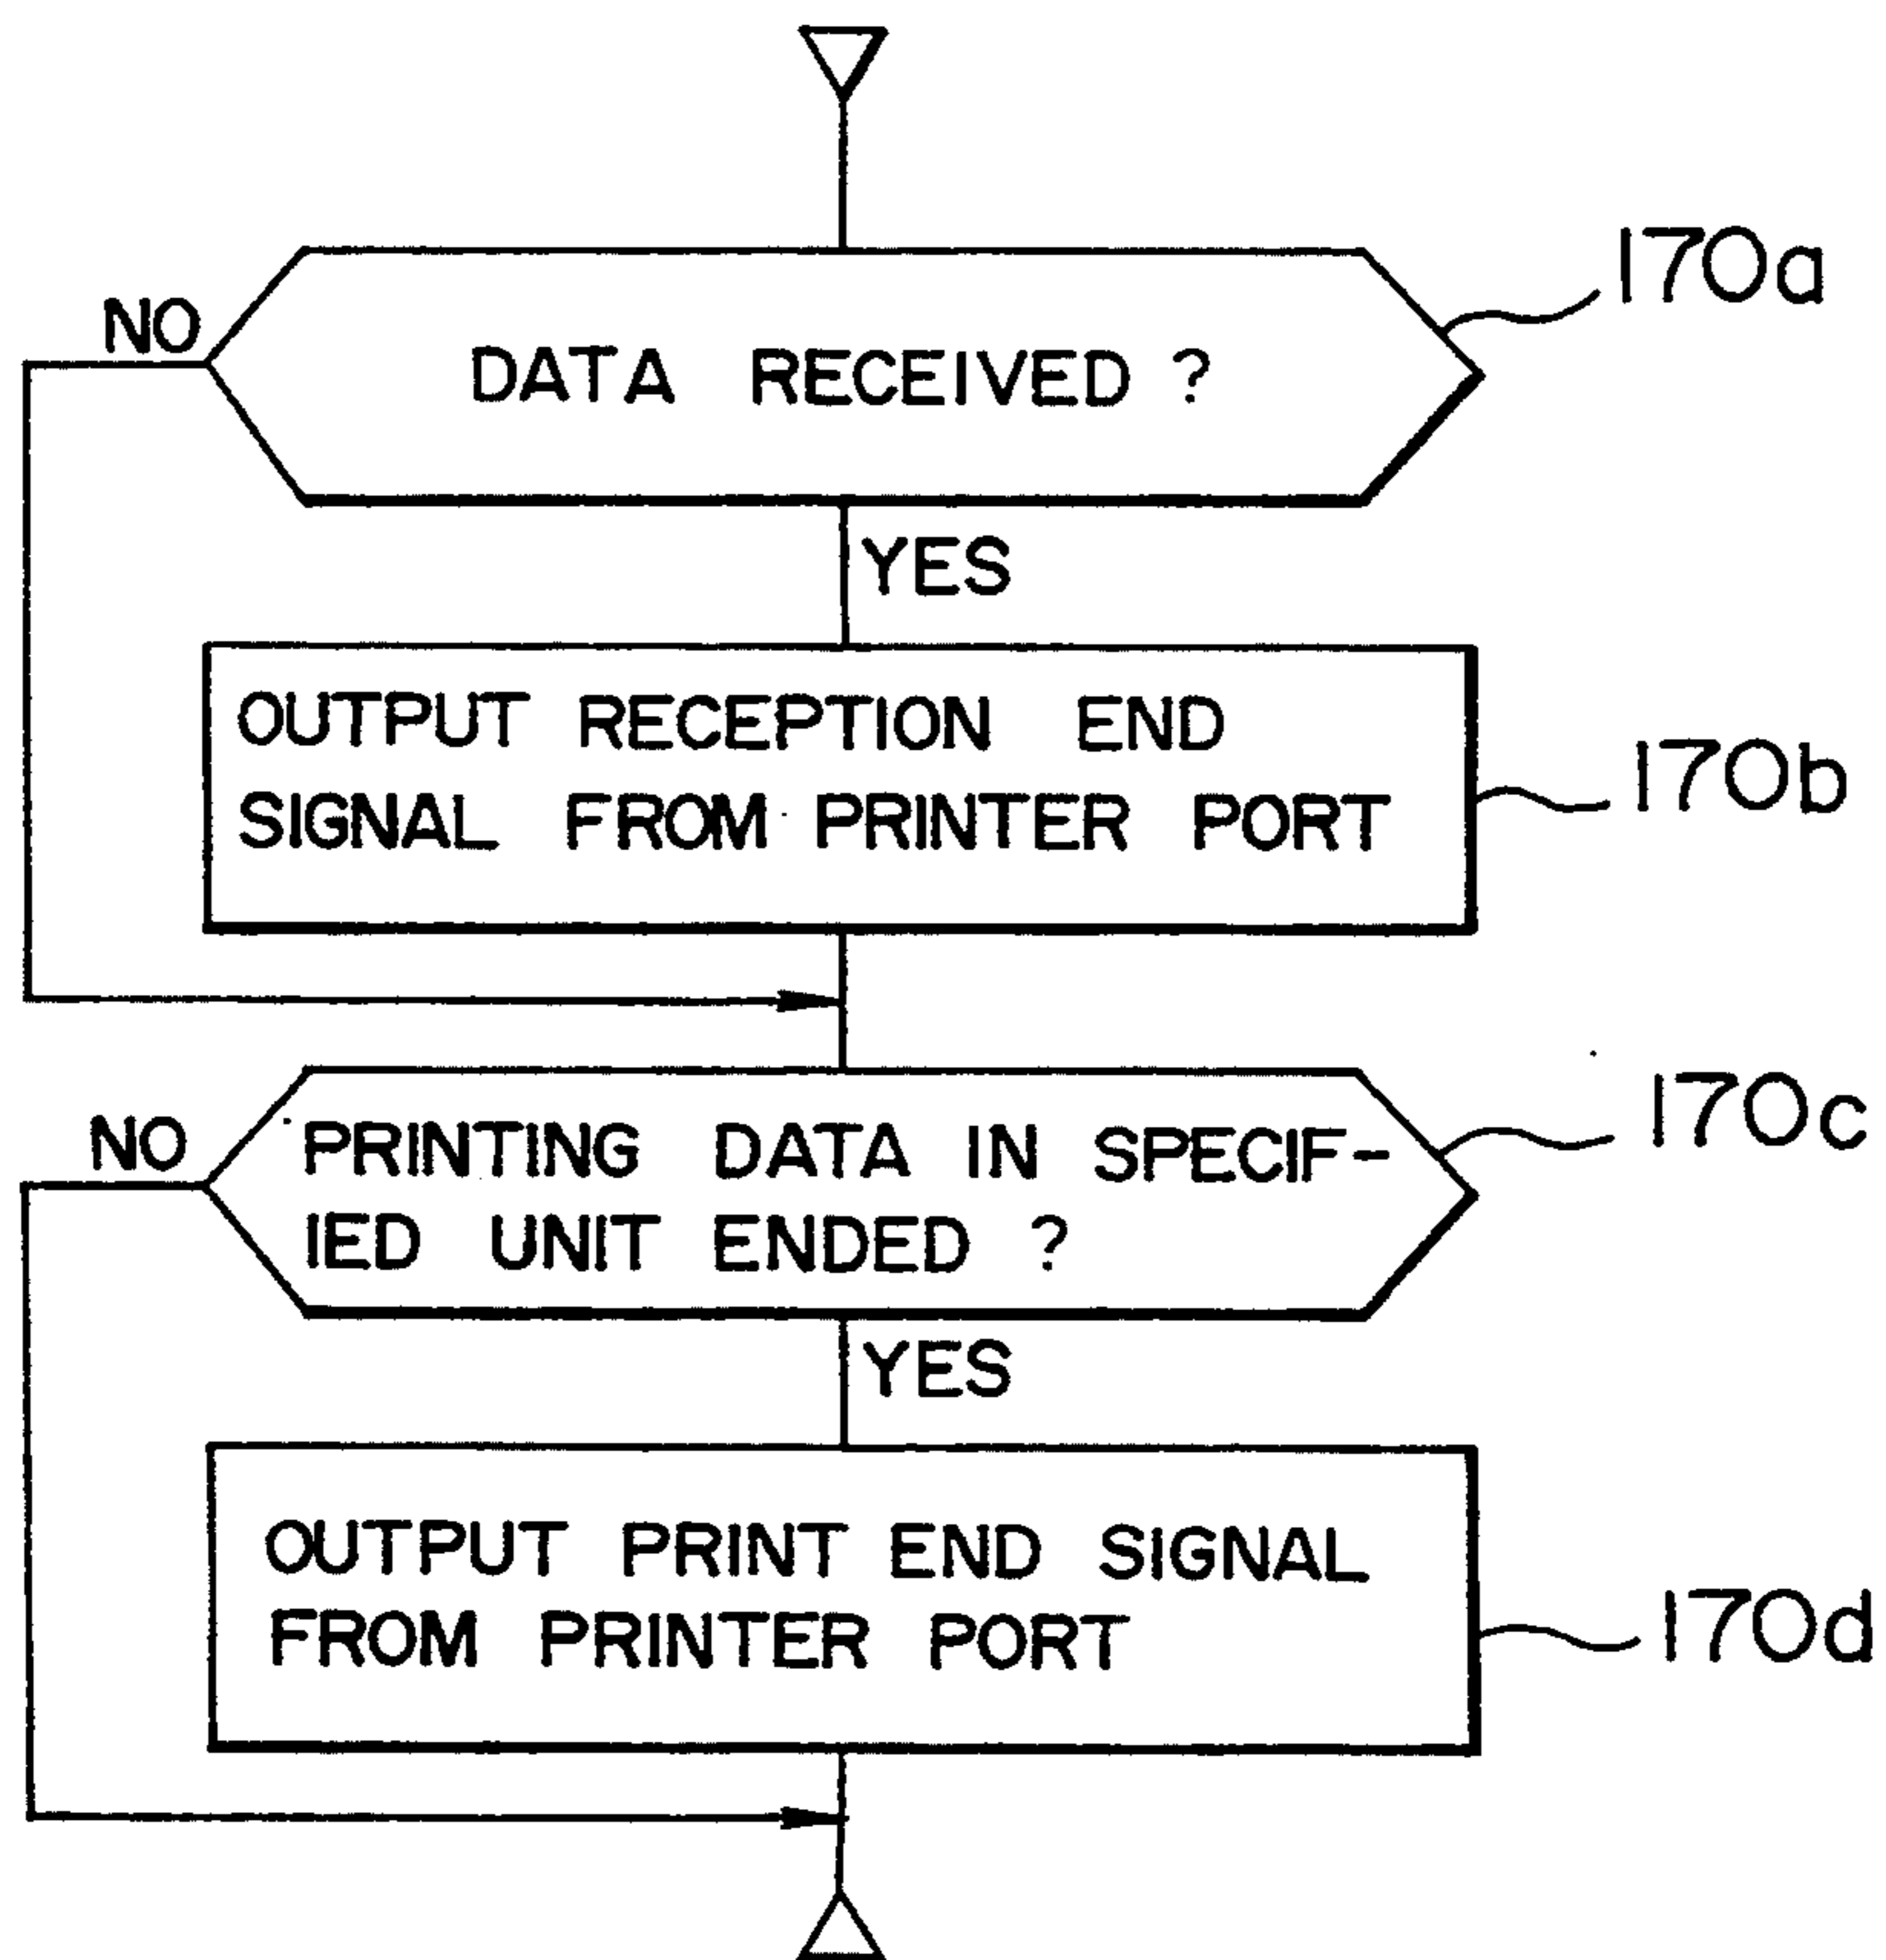 170a
NO
DATA RECEIVED ?
YES
OUTPUT RECEPTION END
SIGNAL FROM PRINTER PORT
170b
170c
NO
PRINTING DATA IN SPECIF-
IED UNIT ENDED ?
YES
OUTPUT PRINT END SIGNAL
FROM PRINTER PORT
170d